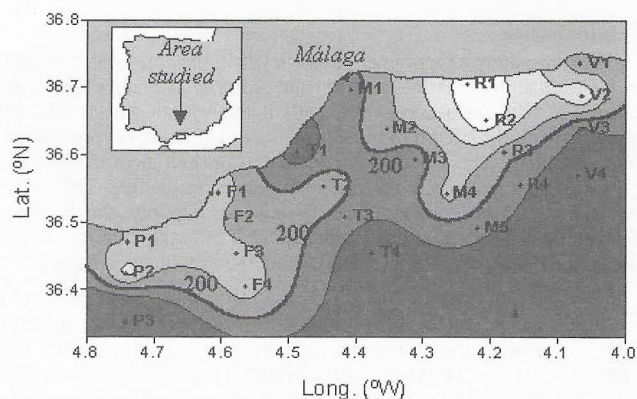 36.8
Area
studied
Málaga
V1
36.7
M1
R1
V2
R2
M2
V3
Lat. (ºN)
36.6
T1
200
M3
R3
V4
T2
R4
F1
M4
F2
T3
36.5
200
M5
P1
F3
T4
P2
200
F4
36.4
P3
4.8
4.7
4.6
4.5
4.4
4.3
4.2
4.1
4.0
Long. (ºW)